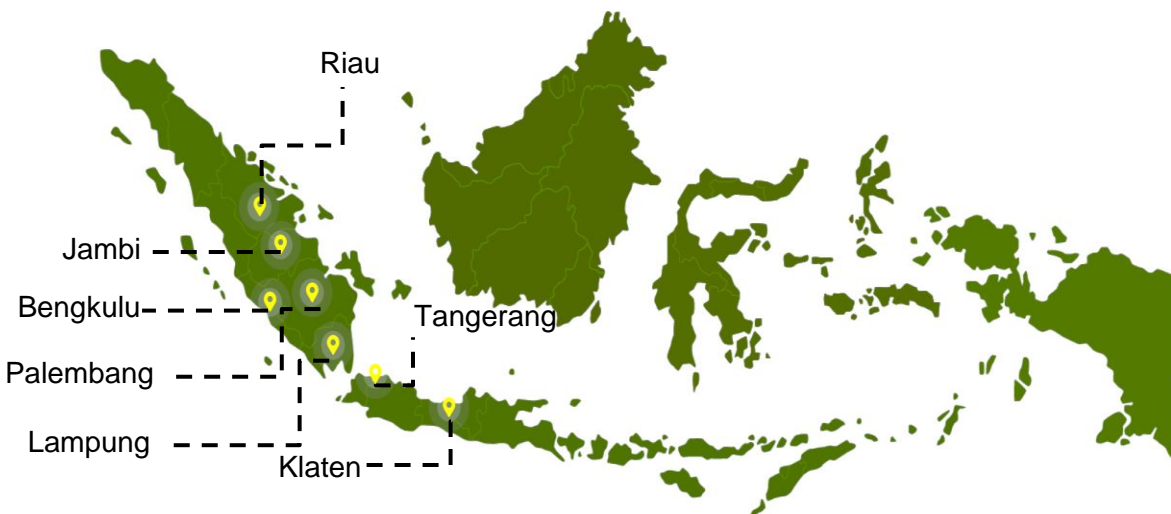 Riau
Jambi
Bengkulu
Tangerang
Palembang
Lampung
Klaten